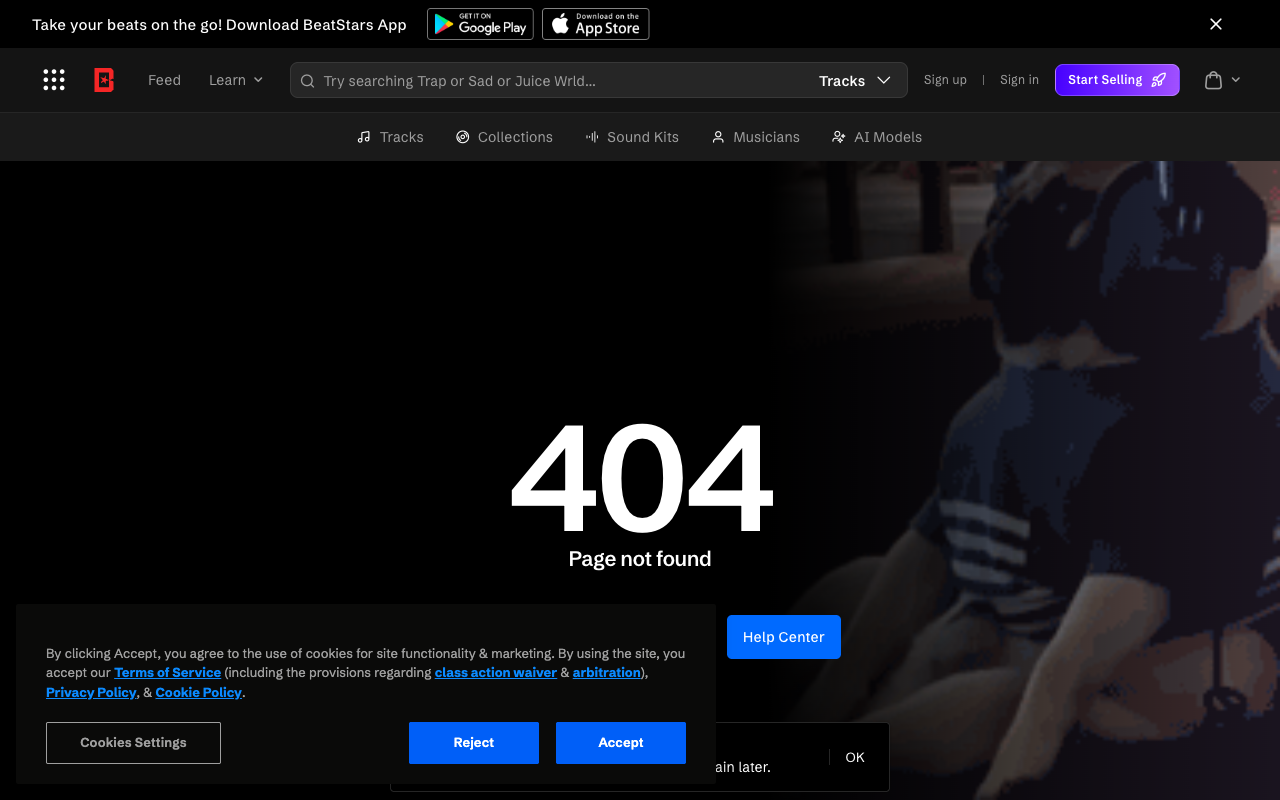 Take your beats on the go! Download BeatStars App
GET IT ON
Google Play
Download on the
App Store
Feed
Learn
Try searching Trap or Sad or Juice Wrld...
Tracks
Sign up
Sign in
Start Selling
Tracks
Collections
Sound Kits
Musicians
AI Models
404
Page not found
Help Center
By clicking Accept, you agree to the use of cookies for site functionality & marketing. By using the site, you
accept our Terms of Service (including the provisions regarding class action waiver & arbitration),
Privacy Policy, & Cookie Policy.
Cookies Settings
Reject
Accept
ain later.
OK